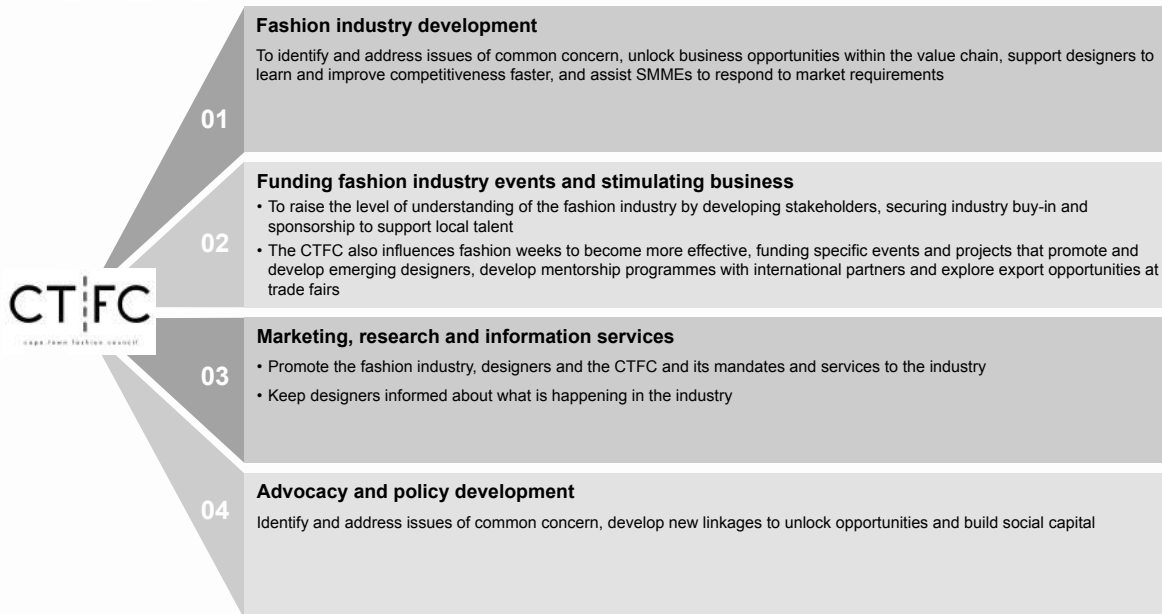 Fashion industry development
To identify and address issues of common concern, unlock business opportunities within the value chain, support designers to
learn and improve competitiveness faster, and assist SMMEs to respond to market requirements
01
Funding fashion industry events and stimulating business
• To raise the level of understanding of the fashion industry by developing stakeholders, securing industry buy-in and
sponsorship to support local talent
02
• The CTFC also influences fashion weeks to become more effective, funding specific events and projects that promote and
develop emerging designers, develop mentorship programmes with international partners and explore export opportunities at
trade fairs
CT FC
cape town fashion council
Marketing, research and information services
03
• Promote the fashion industry, designers and the CTFC and its mandates and services to the industry
• Keep designers informed about what is happening in the industry
Advocacy and policy development
04
Identify and address issues of common concern, develop new linkages to unlock opportunities and build social capital